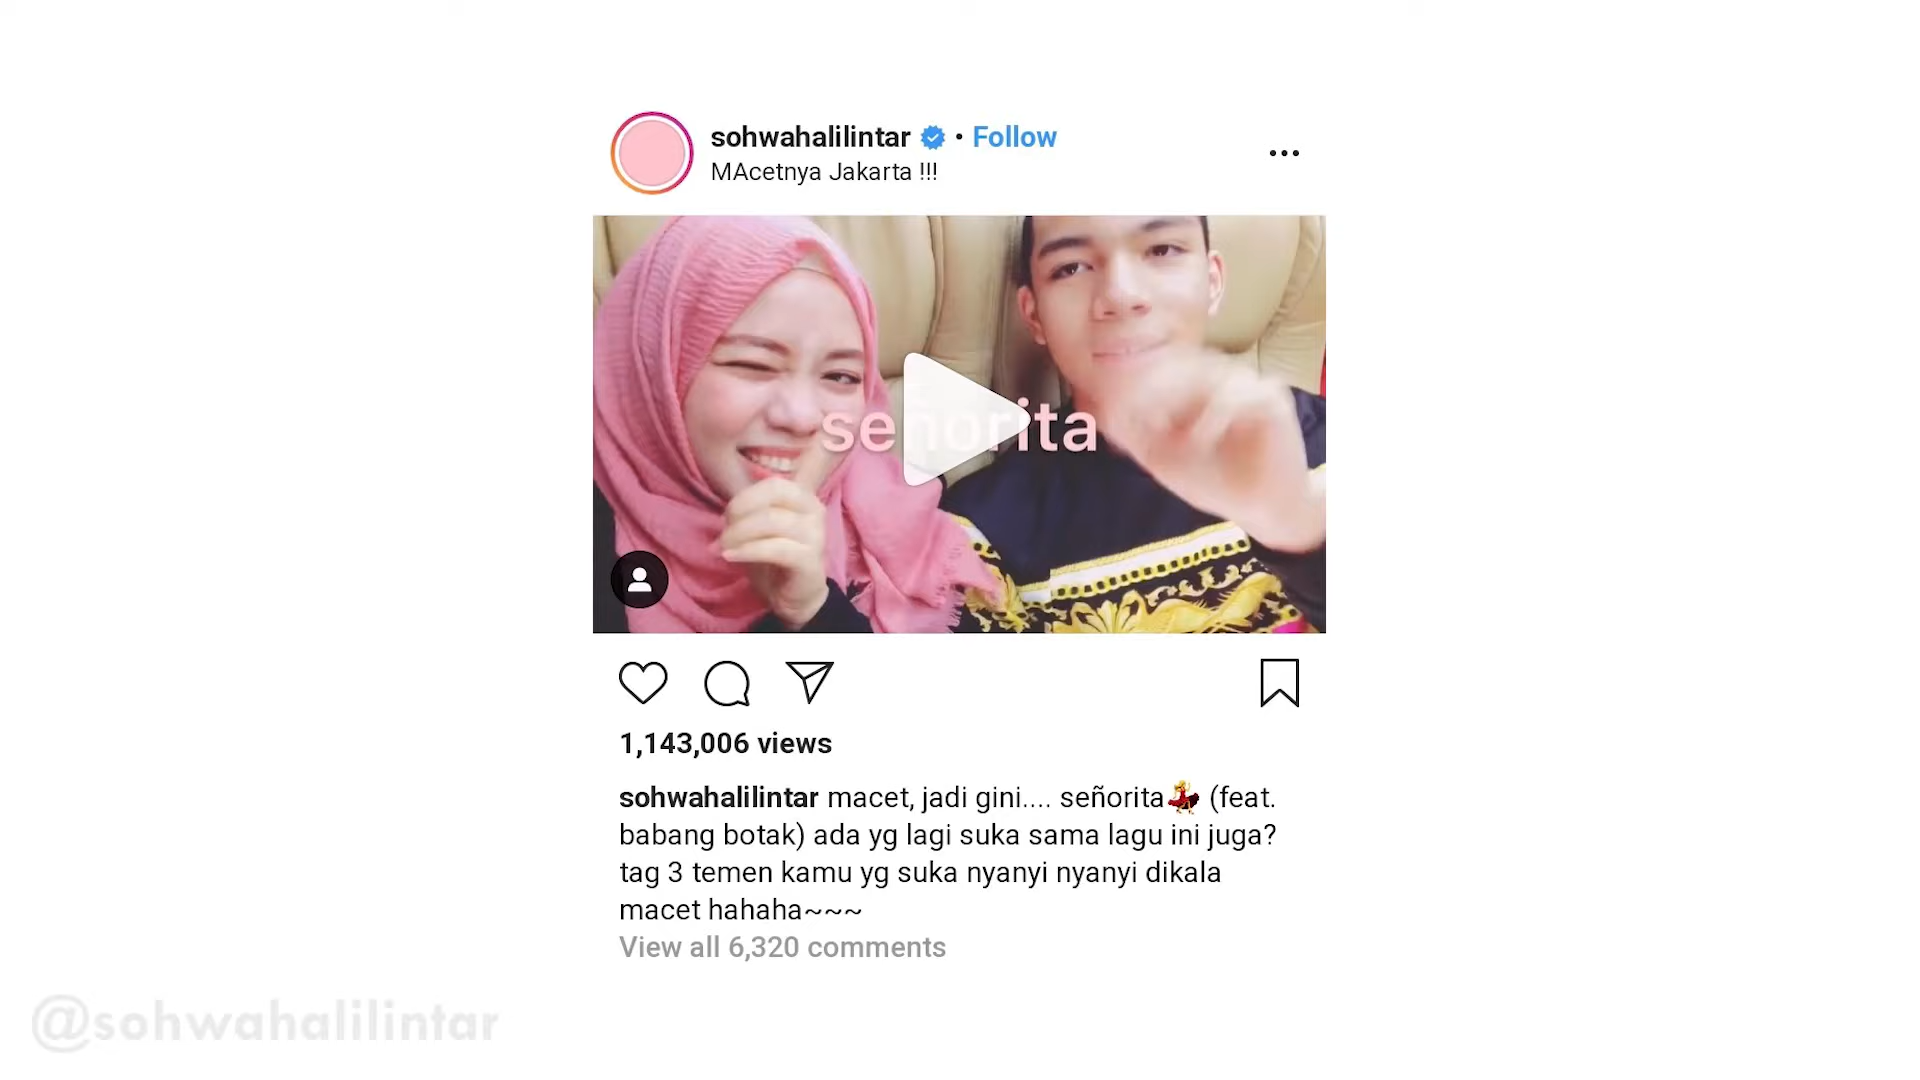 sohwahalilintar • Follow
MAcetnya Jakarta !!!
señorita
1,143,006 views
sohwahalilintar macet, jadi gini.... señorita💃 (feat.
babang botak) ada yg lagi suka sama lagu ini juga?
tag 3 temen kamu yg suka nyanyi nyanyi dikala
macet hahaha~~~
View all 6,320 comments
@sohwahalilintar